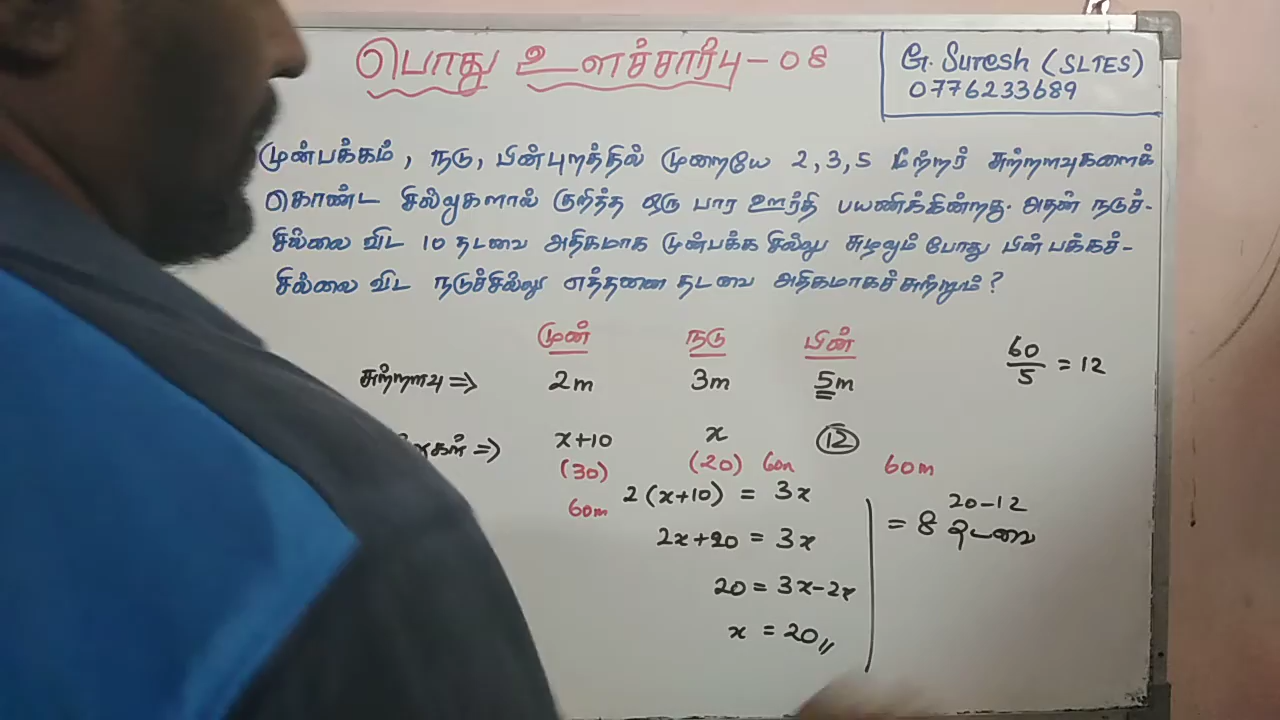 பொது உளச்சார்பு - 08
G. Suresh (SLTES)
0776233689
முன்பக்கம், நடு, பின்புறத்தில் முறையே 2, 3, 5 மீற்றர் சுற்றளவுகளைக்
கொண்ட சில்லுகளால் குறித்த ஒரு பார ஊர்தி பயணிக்கின்றது. அதன் நடுச்-
சில்லை விட 10 தடவை அதிகமாக முன்பக்க சில்லு சுழலும் போது பின் பக்கச்-
சில்லை விட நடுச்சில்லு எத்தனை தடவை அதிகமாகச் சுற்றும்?
முன் நடு பின்
சுற்றளவு => 2m 3m 5m
60/5 = 12
=> x+10 x 12
(30) (20) 60m 60m
60m 2(x+10) = 3x
20-12
2x+20 = 3x = 8 தடவை
20 = 3x-2x
x = 20